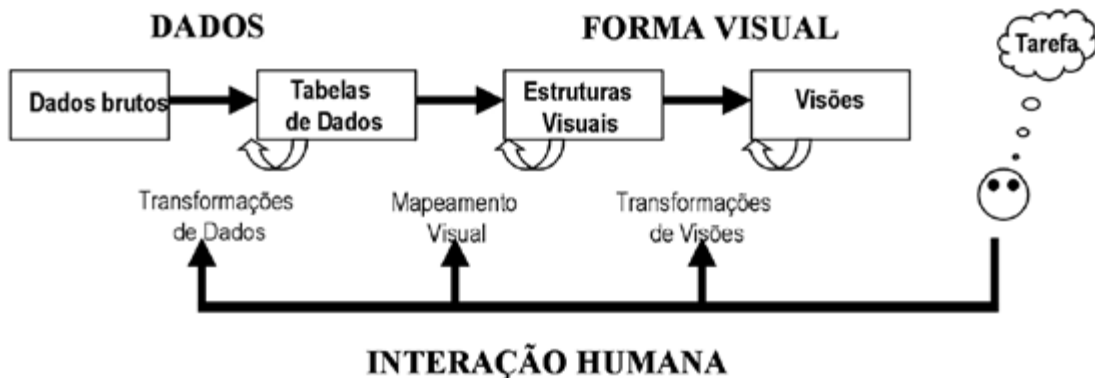 DADOS
FORMA VISUAL
Tarefa
Dados brutos
Tabelas
de Dados
Estruturas
Visuais
Visões
Transformações
de Dados
Mapeamento
Visual
Transformações
de Visões
INTERAÇÃO HUMANA